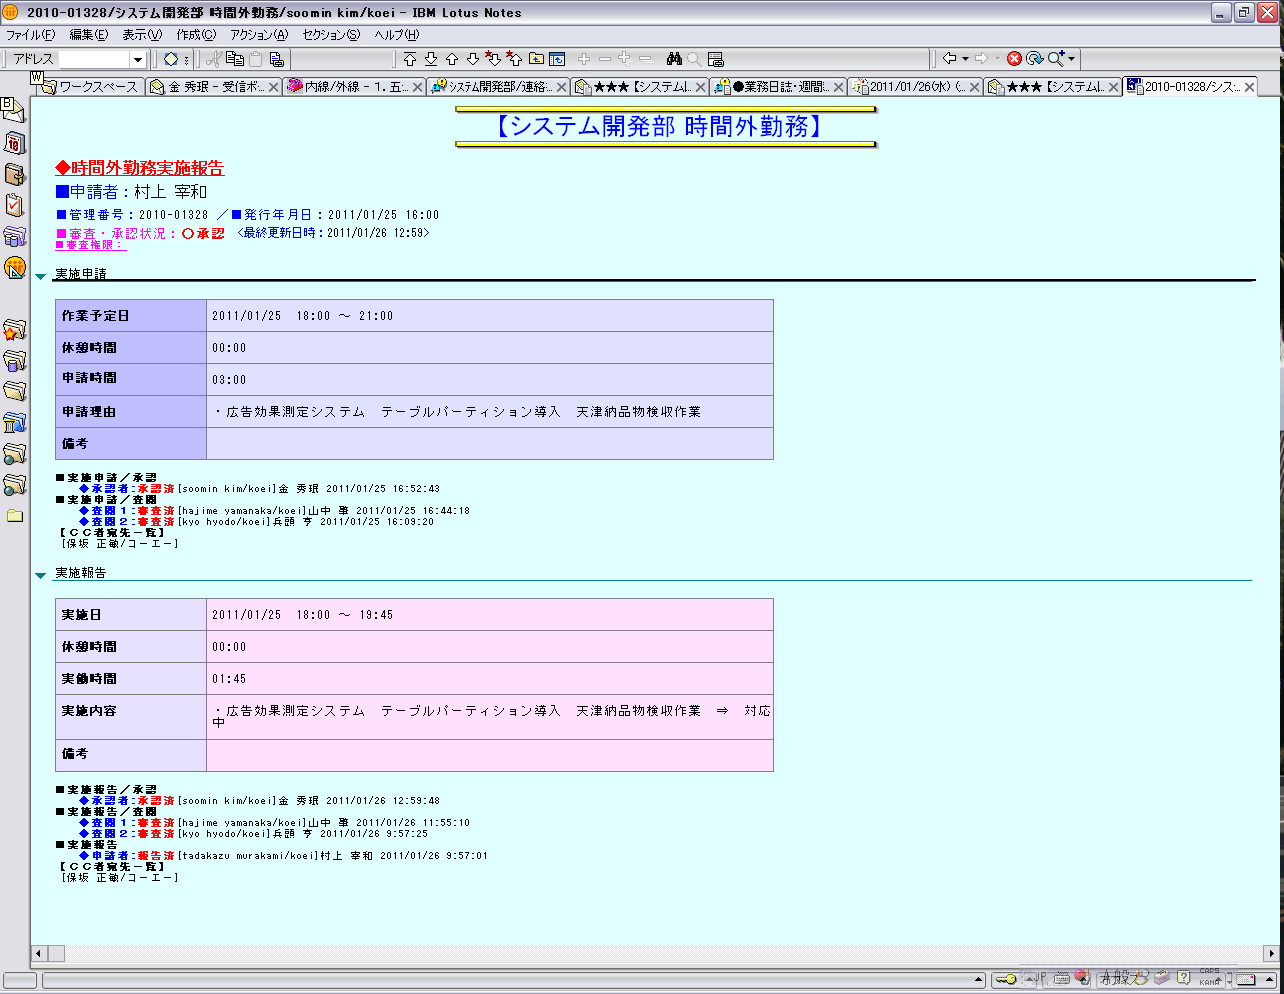 2010-01328/システム開発部 時間外勤務/soomin kim/koei - IBM Lotus Notes
ファイル(F) 編集(E) 表示(V) 作成(C) アクション(A) セクション(S) ヘルプ(H)
アドレス
ワークスペース 金 秀珉 - 受信ボ... 内線/外線 - 1. 五... システム開発部/連絡... ★★★【システム... ●業務日誌・週間... 2011/01/26(水) (... ★★★【システム... 2010-01328/シス...
【システム開発部 時間外勤務】
◆時間外勤務実施報告
■申請者：村上 宰和
■管理番号：2010-01328 ／■発行年月日：2011/01/25 16:00
■審査・承認状況：○承認 <最終更新日時：2011/01/26 12:59>
■審査権限：
実施申請
作業予定日 2011/01/25 18:00 ～ 21:00
休憩時間 00:00
申請時間 03:00
申請理由 ・広告効果測定システム テーブルパーティション導入 天津納品物検収作業
備考
■実施申請／承認
◆承認者：承認済[soomin kim/koei]金 秀珉 2011/01/25 16:52:43
■実施申請／査閲
◆査閲１：審査済[hajime yamanaka/koei]山中 肇 2011/01/25 16:44:18
◆査閲２：審査済[kyo hyodo/koei]兵頭 亨 2011/01/25 16:09:20
【ＣＣ者宛先一覧】
[保坂 正敏/コーエー]
実施報告
実施日 2011/01/25 18:00 ～ 19:45
休憩時間 00:00
実働時間 01:45
実施内容 ・広告効果測定システム テーブルパーティション導入 天津納品物検収作業 ⇒ 対応
中
備考
■実施報告／承認
◆承認者：承認済[soomin kim/koei]金 秀珉 2011/01/26 12:59:48
■実施報告／査閲
◆査閲１：審査済[hajime yamanaka/koei]山中 肇 2011/01/26 11:55:10
◆査閲２：審査済[kyo hyodo/koei]兵頭 亨 2011/01/26 9:57:25
■実施報告
◆申請者：報告済[tadakazu murakami/koei]村上 宰和 2011/01/26 9:57:01
【ＣＣ者宛先一覧】
[保坂 正敏/コーエー]
CAPS
KANA